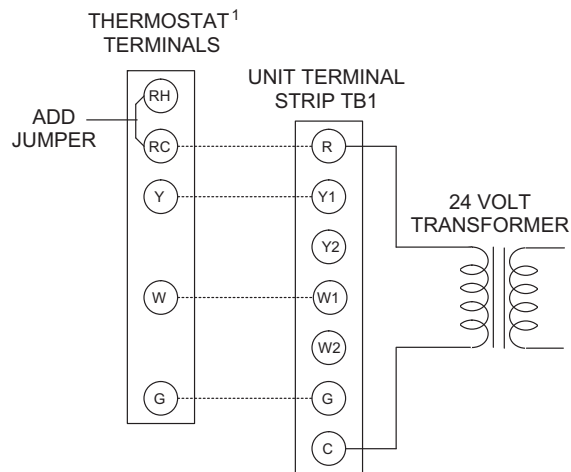 THERMOSTAT¹
TERMINALS
UNIT TERMINAL
STRIP TB1
ADD
JUMPER
RH
RC
R
Y
Y1
24 VOLT
TRANSFORMER
Y2
W
W1
W2
G
G
C